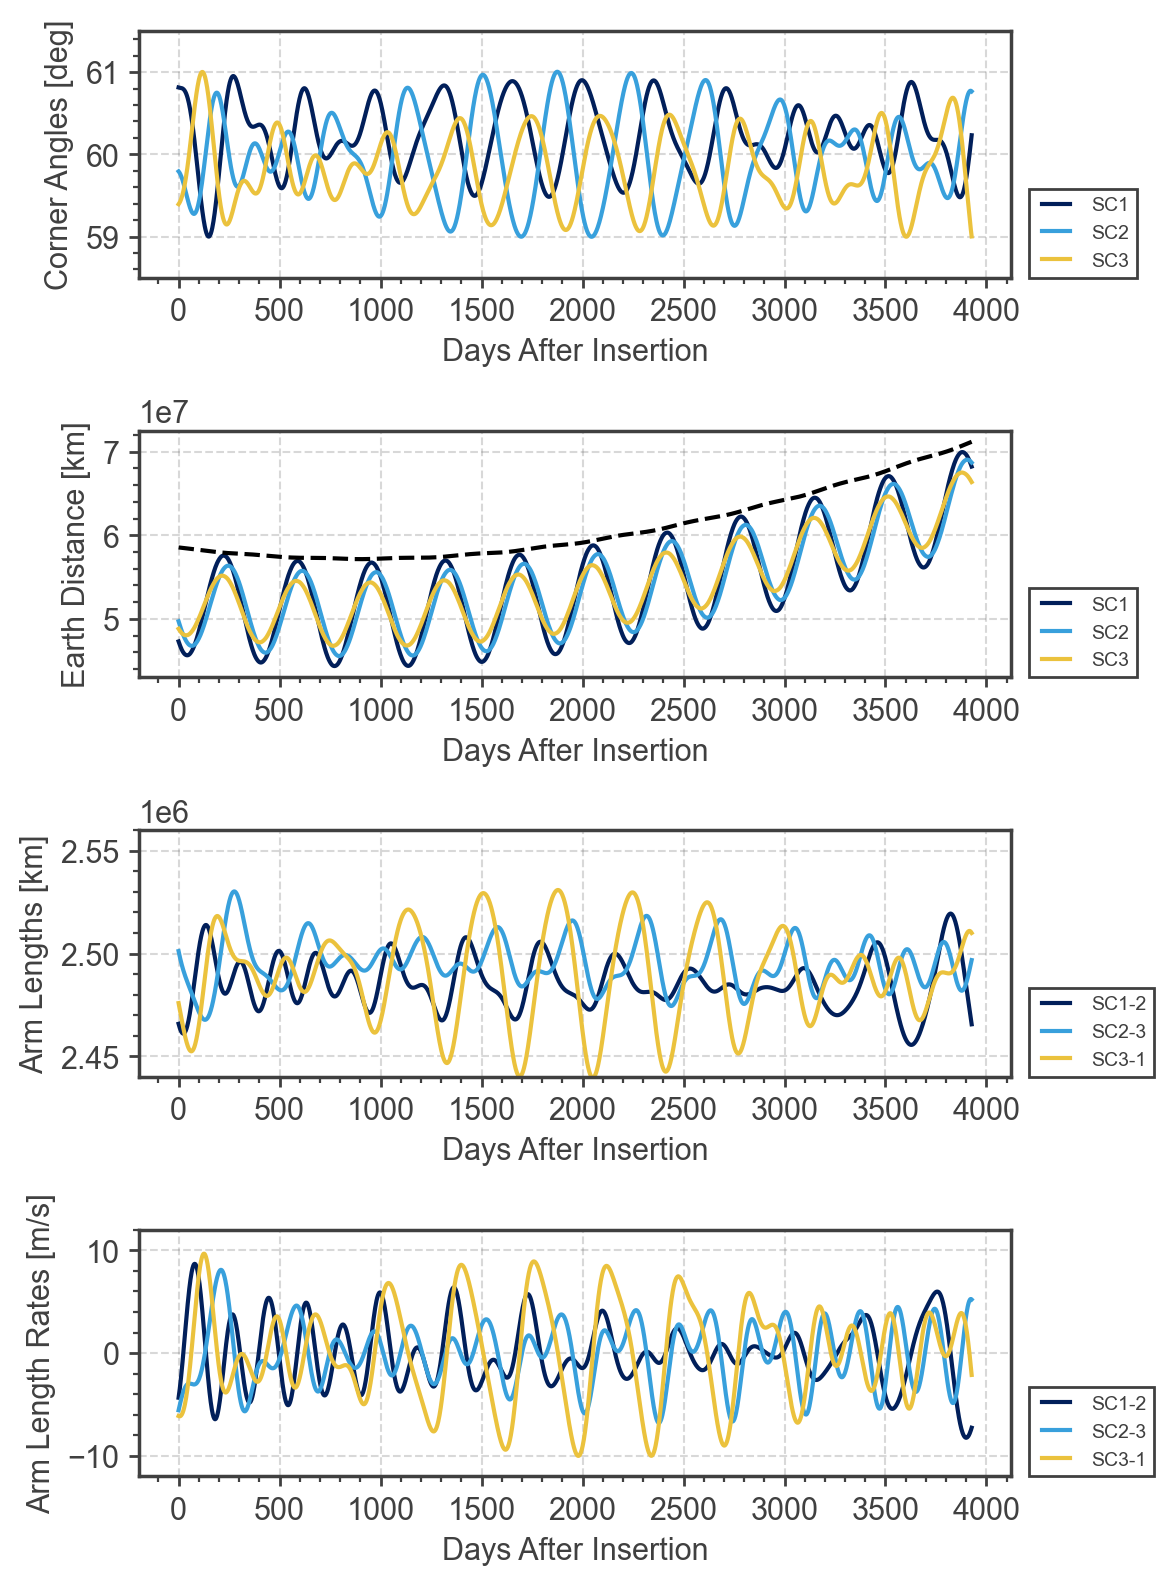 Corner Angles [deg]
61
60
59
0 500 1000 1500 2000 2500 3000 3500 4000
Days After Insertion
SC1
SC2
SC3
1e7
Earth Distance [km]
7
6
5
0 500 1000 1500 2000 2500 3000 3500 4000
Days After Insertion
SC1
SC2
SC3
1e6
Arm Lengths [km]
2.55
2.50
2.45
0 500 1000 1500 2000 2500 3000 3500 4000
Days After Insertion
SC1-2
SC2-3
SC3-1
Arm Length Rates [m/s]
10
0
−10
0 500 1000 1500 2000 2500 3000 3500 4000
Days After Insertion
SC1-2
SC2-3
SC3-1